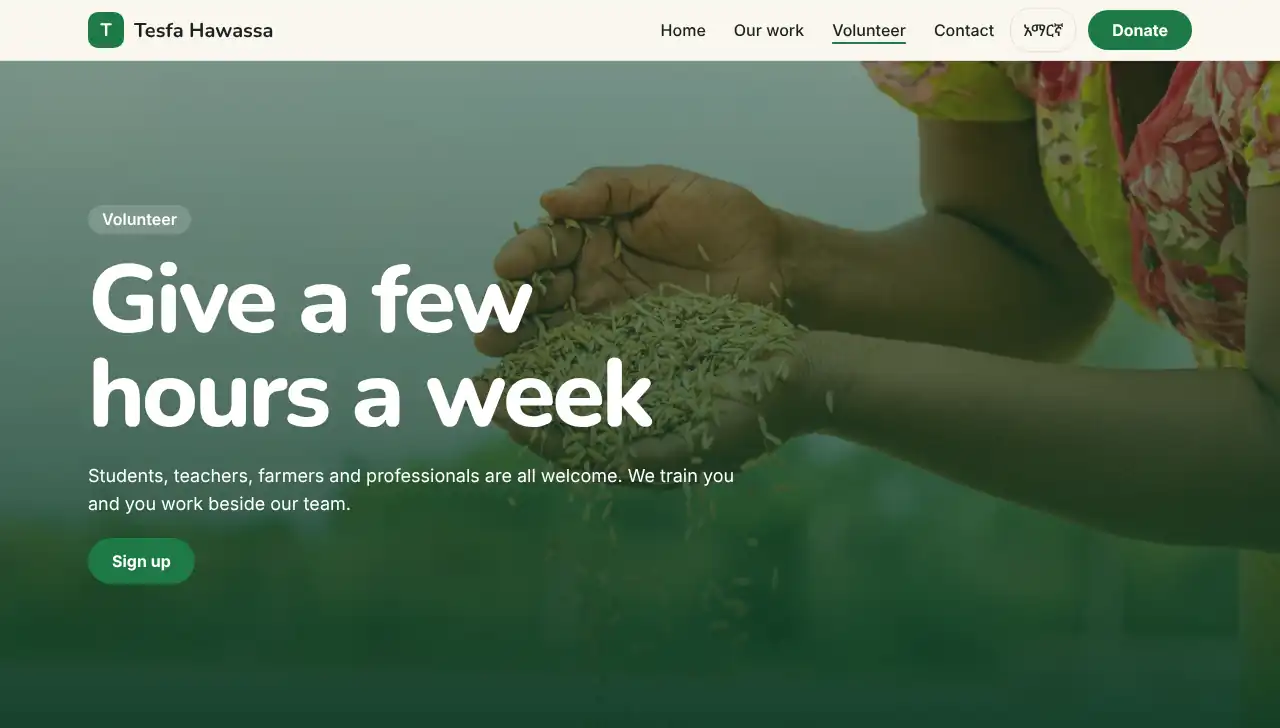 T
Tesfa Hawassa
Home
Our work
Volunteer
Contact
አማርኛ
Donate
Volunteer
Give a few
hours a week
Students, teachers, farmers and professionals are all welcome. We train you
and you work beside our team.
Sign up